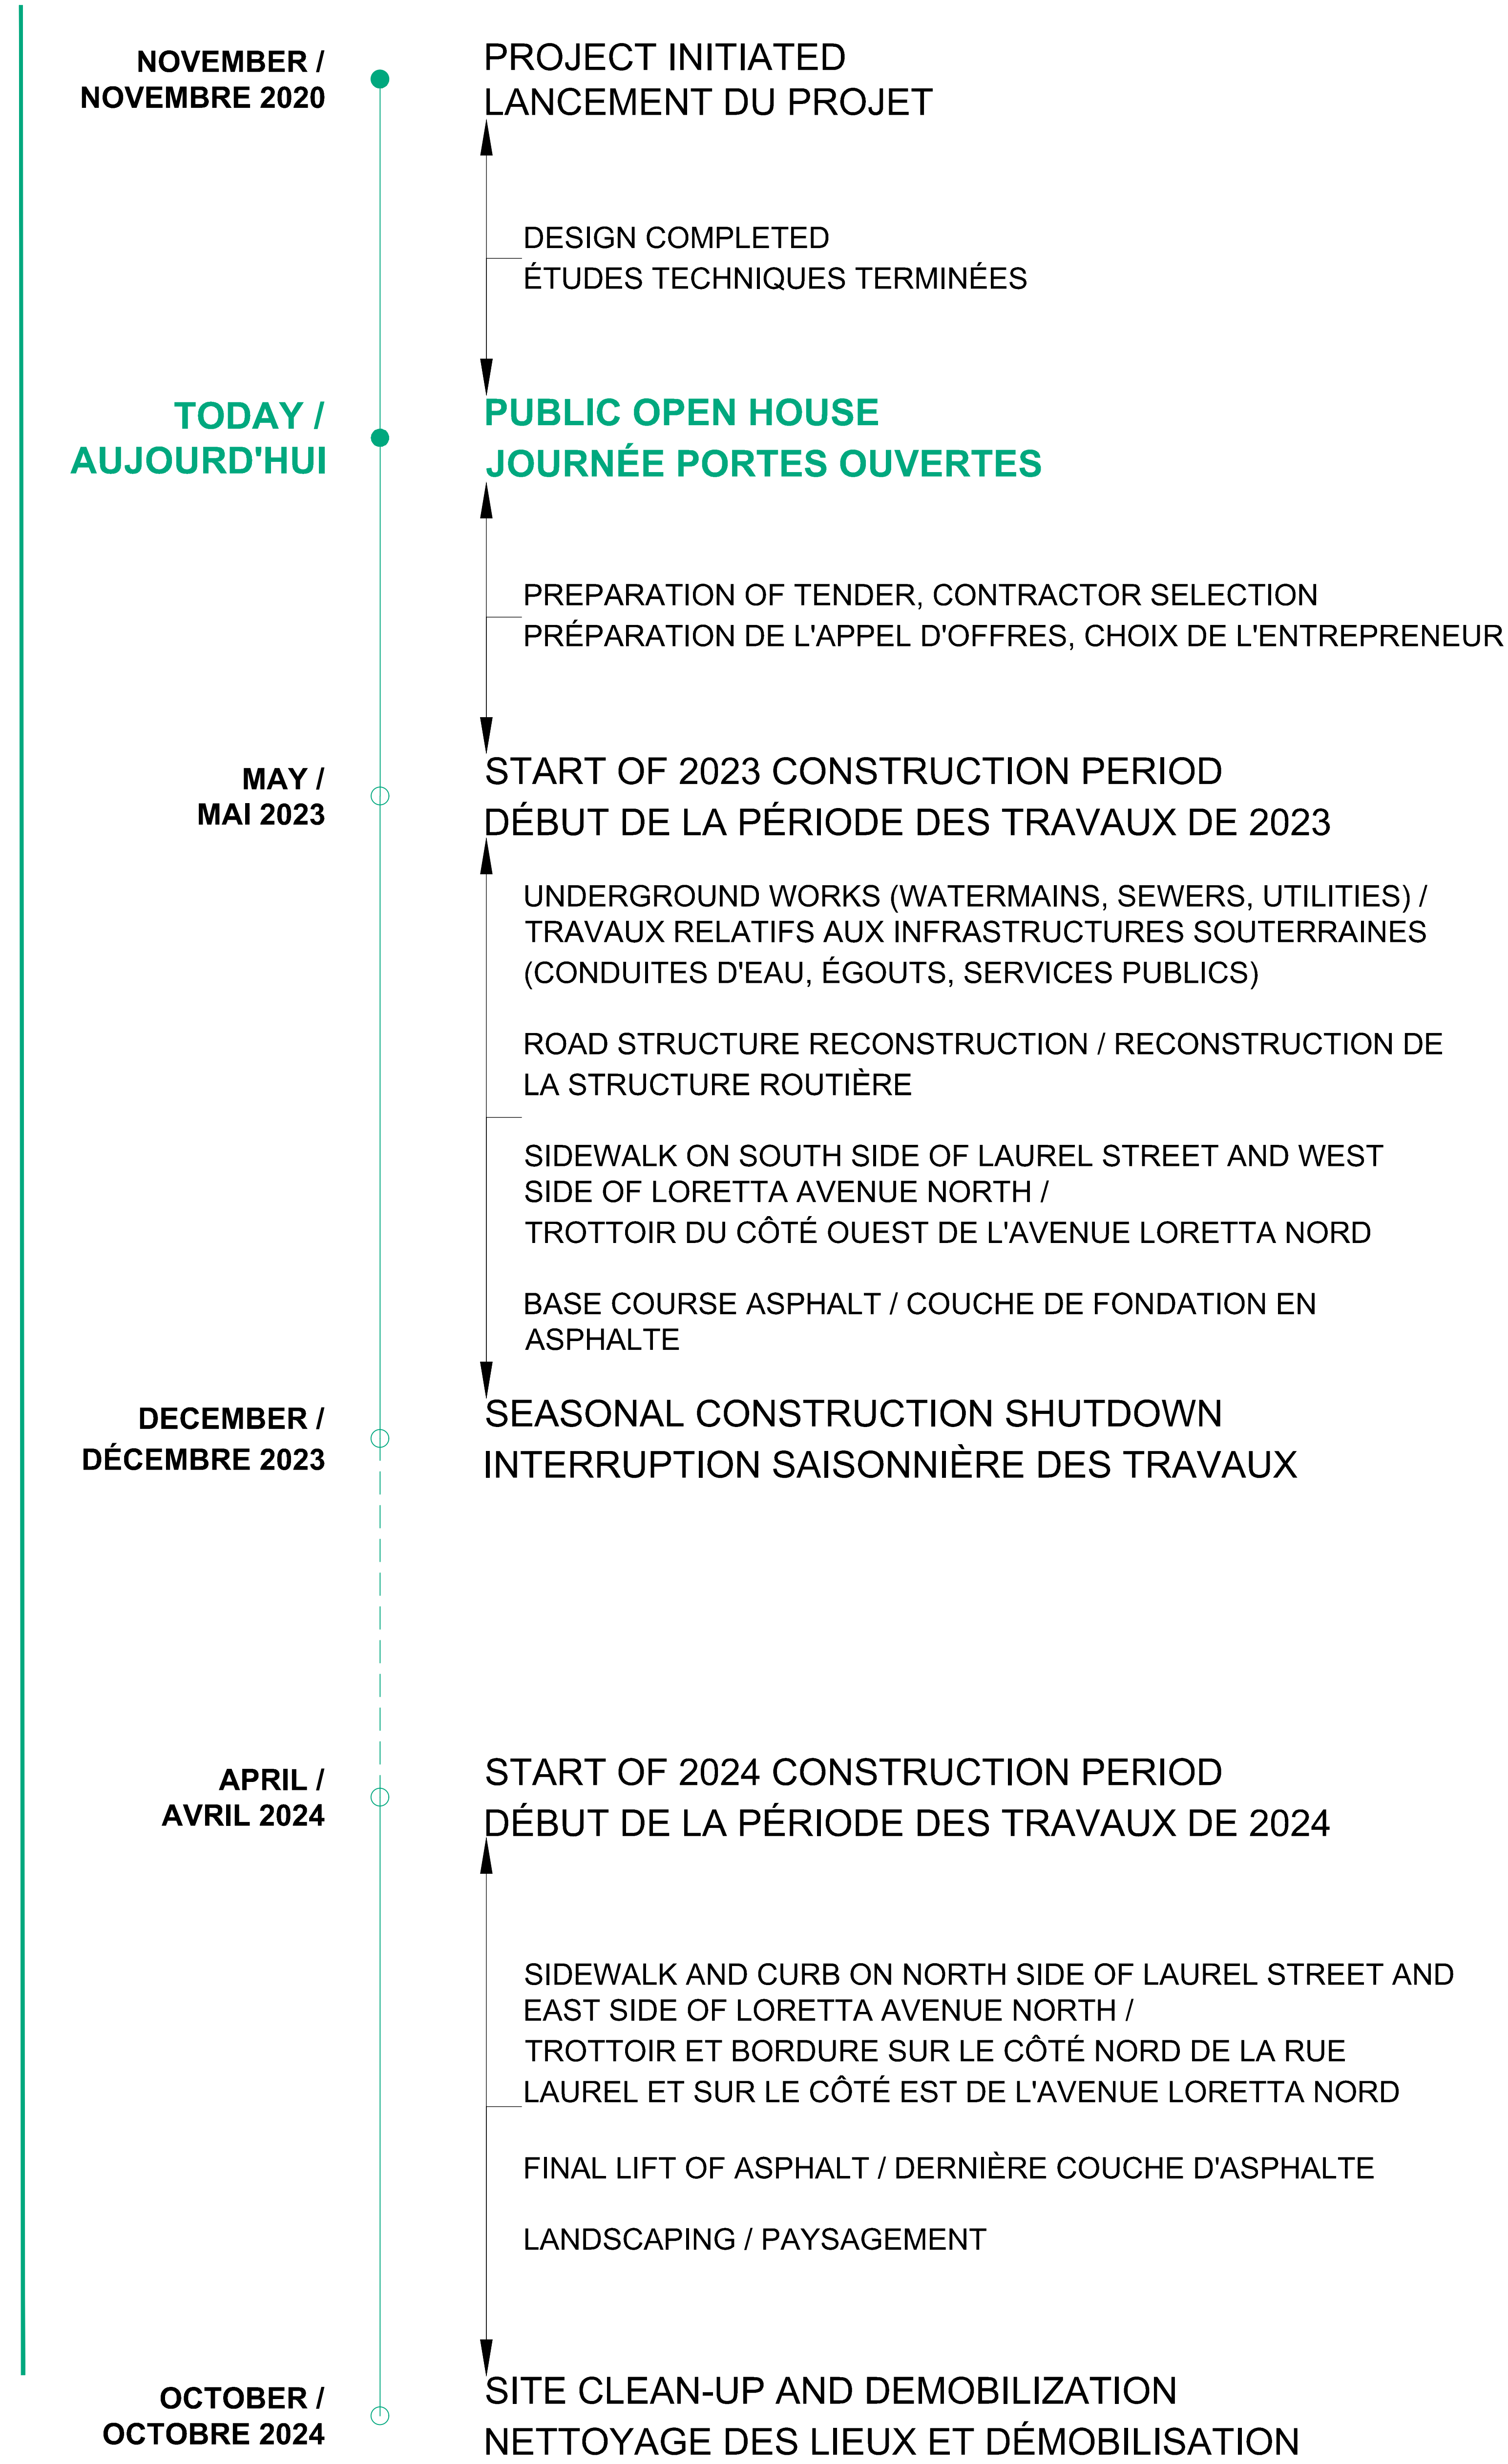 NOVEMBER /
NOVEMBRE 2020
PROJECT INITIATED
LANCEMENT DU PROJET
DESIGN COMPLETED
ÉTUDES TECHNIQUES TERMINÉES
TODAY /
AUJOURD'HUI
PUBLIC OPEN HOUSE
JOURNÉE PORTES OUVERTES
PREPARATION OF TENDER, CONTRACTOR SELECTION
PRÉPARATION DE L'APPEL D'OFFRES, CHOIX DE L'ENTREPRENEUR
MAY /
MAI 2023
START OF 2023 CONSTRUCTION PERIOD
DÉBUT DE LA PÉRIODE DES TRAVAUX DE 2023
UNDERGROUND WORKS (WATERMAINS, SEWERS, UTILITIES) /
TRAVAUX RELATIFS AUX INFRASTRUCTURES SOUTERRAINES
(CONDUITES D'EAU, ÉGOUTS, SERVICES PUBLICS)
ROAD STRUCTURE RECONSTRUCTION / RECONSTRUCTION DE
LA STRUCTURE ROUTIÈRE
SIDEWALK ON SOUTH SIDE OF LAUREL STREET AND WEST
SIDE OF LORETTA AVENUE NORTH /
TROTTOIR DU CÔTÉ OUEST DE L'AVENUE LORETTA NORD
BASE COURSE ASPHALT / COUCHE DE FONDATION EN
ASPHALTE
DECEMBER /
DÉCEMBRE 2023
SEASONAL CONSTRUCTION SHUTDOWN
INTERRUPTION SAISONNIÈRE DES TRAVAUX
APRIL /
AVRIL 2024
START OF 2024 CONSTRUCTION PERIOD
DÉBUT DE LA PÉRIODE DES TRAVAUX DE 2024
SIDEWALK AND CURB ON NORTH SIDE OF LAUREL STREET AND
EAST SIDE OF LORETTA AVENUE NORTH /
TROTTOIR ET BORDURE SUR LE CÔTÉ NORD DE LA RUE
LAUREL ET SUR LE CÔTÉ EST DE L'AVENUE LORETTA NORD
FINAL LIFT OF ASPHALT / DERNIÈRE COUCHE D'ASPHALTE
LANDSCAPING / PAYSAGEMENT
OCTOBER /
OCTOBRE 2024
SITE CLEAN-UP AND DEMOBILIZATION
NETTOYAGE DES LIEUX ET DÉMOBILISATION